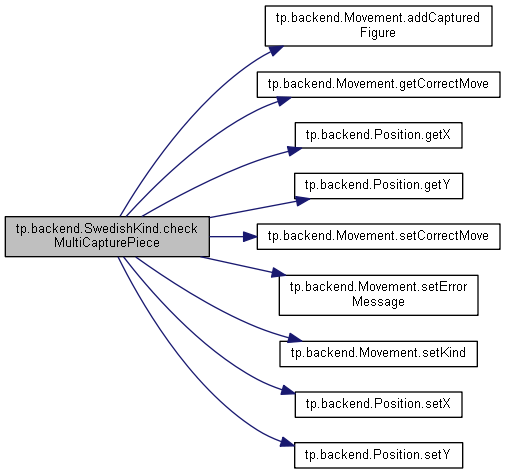 tp.backend.Movement.addCaptured
Figure
tp.backend.Movement.getCorrectMove
tp.backend.Position.getX
tp.backend.Position.getY
tp.backend.SwedishKind.check
MultiCapturePiece
tp.backend.Movement.setCorrectMove
tp.backend.Movement.setError
Message
tp.backend.Movement.setKind
tp.backend.Position.setX
tp.backend.Position.setY